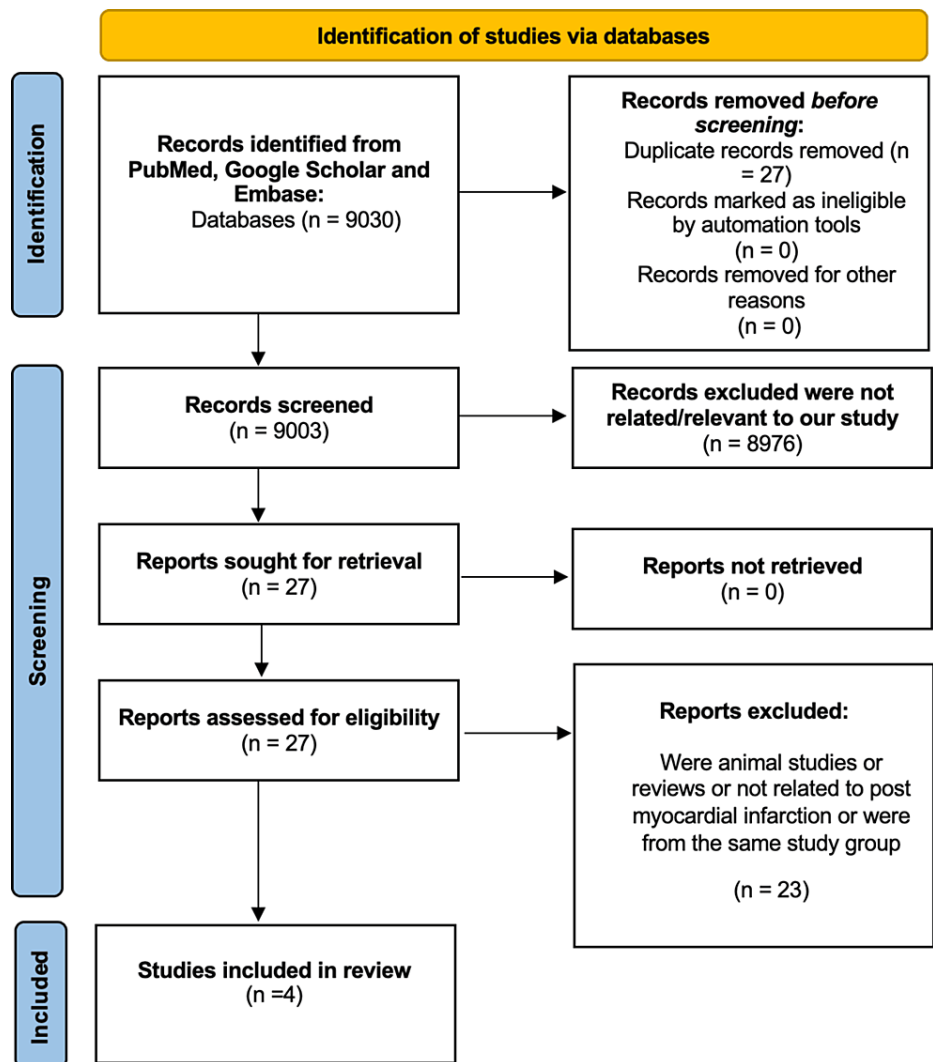 Identification of studies via databases
Identification
Records identified from
PubMed, Google Scholar and
Embase:
Databases (n = 9030)
Records removed before
screening:
Duplicate records removed (n
= 27)
Records marked as ineligible
by automation tools
(n = 0)
Records removed for other
reasons
(n = 0)
Screening
Records screened
(n = 9003)
Records excluded were not
related/relevant to our study
(n = 8976)
Reports sought for retrieval
(n = 27)
Reports not retrieved
(n = 0)
Reports assessed for eligibility
(n = 27)
Reports excluded:
Were animal studies or
reviews or not related to post
myocardial infarction or were
from the same study group
(n = 23)
Included
Studies included in review
(n =4)